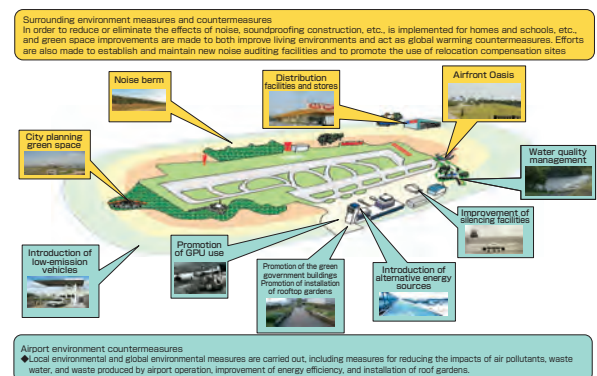 Surrounding environment measures and countermeasures
In order to reduce or eliminate the effects of noise, soundproofing construction, etc., is implemented for homes and schools, etc.,
and green space improvements are made to both improve living environments and act as global warming countermeasures. Efforts
are also made to establish and maintain new noise auditing facilities and to promote the use of relocation compensation sites
Noise berm
Distribution
facilities and stores
Airfront Oasis
City planning
green space
Water quality
management
Improvement of
silencing facilities
Introduction of
low-emission
vehicles
Promotion
of GPU use
Promotion of the green
government buildings
Promotion of installation
of rooftop gardens
Introduction of
alternative energy
sources
Airport environment countermeasures
◆Local environmental and global environmental measures are carried out, including measures for reducing the impacts of air pollutants, waste
water, and waste produced by airport operation, improvement of energy efficiency, and installation of roof gardens.